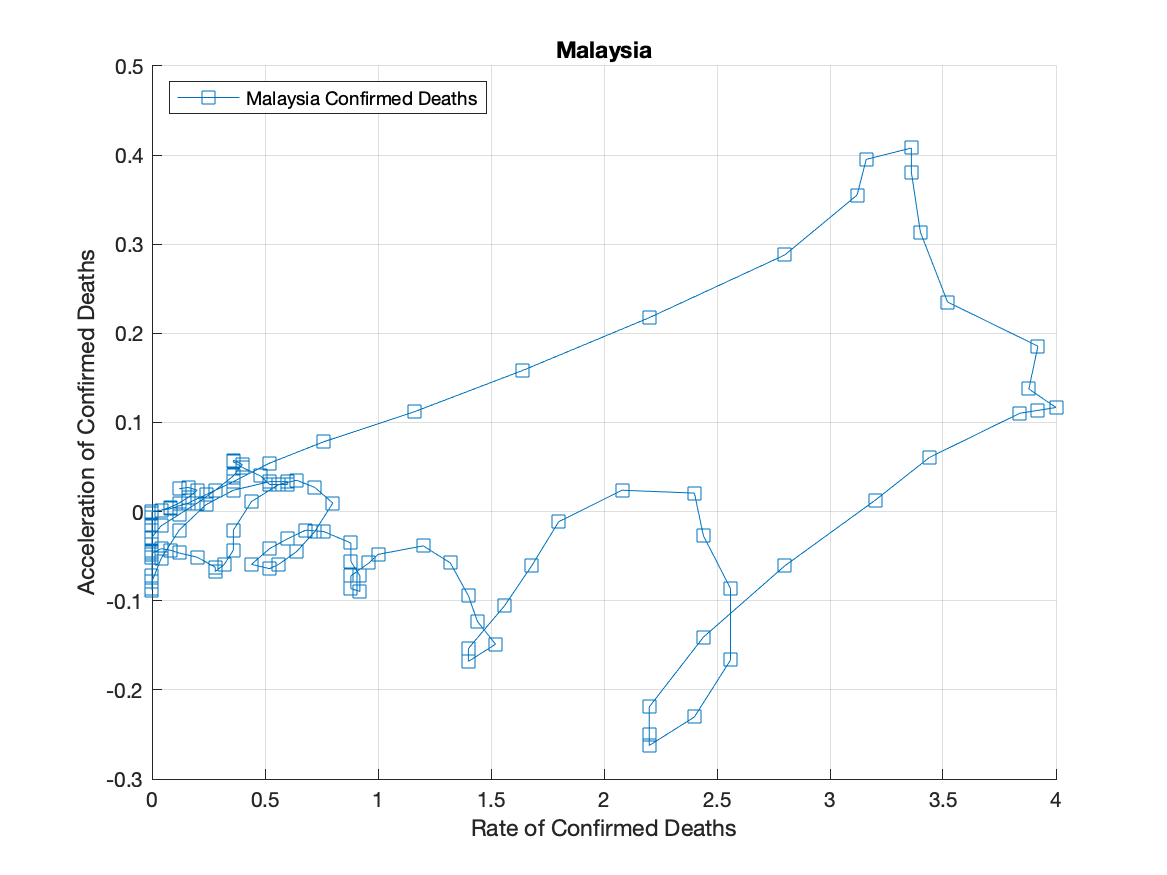 Malaysia
Malaysia Confirmed Deaths
0.5
0.4
0.3
0.2
0.1
0
-0.1
-0.2
-0.3
Acceleration of Confirmed Deaths
0 0.5 1 1.5 2 2.5 3 3.5 4
Rate of Confirmed Deaths